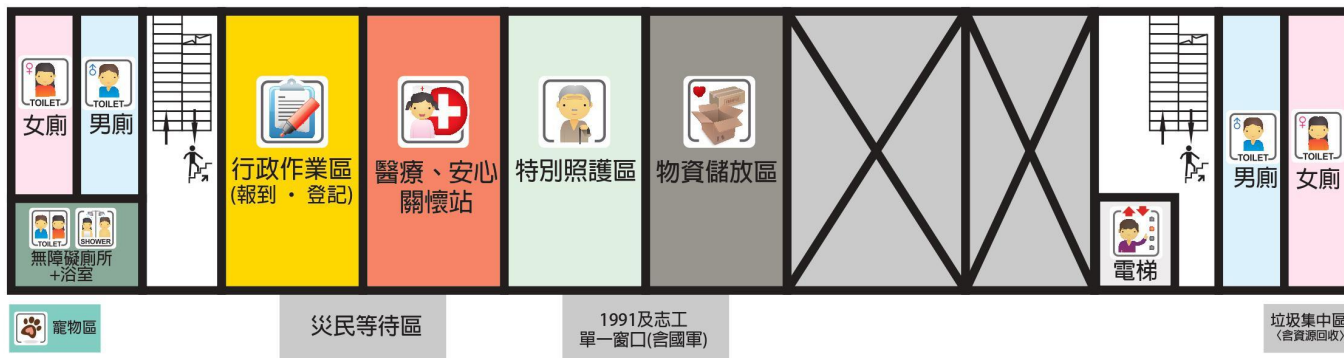 TOILET
女廁
TOILET
男廁
TOILET
SHOWER
無障礙廁所
+浴室
行政作業區
(報到 · 登記)
醫療、安心
關懷站
特別照護區
物資儲放區
電梯
TOILET
男廁
TOILET
女廁
寵物區
災民等待區
1991及志工
單一窗口(含國軍)
垃圾集中區
〈含資源回收〉